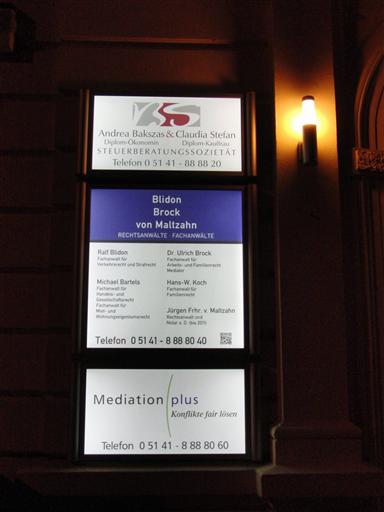 Andrea Bakszas & Claudia Stefan
Diplom-Ökonomin Diplom-Kauffrau
STEUERBERATUNGSSOZIETÄT
Telefon 0 51 41 - 88 88 20
Blidon
Brock
von Maltzahn
RECHTSANWÄLTE · FACHANWÄLTE
Ralf Blidon
Fachanwalt für
Verkehrsrecht und Strafrecht
Dr. Ulrich Brock
Fachanwalt für
Arbeits- und Familienrecht
Mediator
Michael Bartels
Fachanwalt für
Handels- und
Gesellschaftsrecht
Fachanwalt für
Miet- und
Wohnungseigentumsrecht
Hans-W. Koch
Fachanwalt für
Familienrecht
Jürgen Frhr. v. Maltzahn
Rechtsanwalt und
Notar a. D. (bis 2011)
Telefon 0 51 41 - 8 88 80 40
Mediation plus
Konflikte fair lösen
Telefon 0 51 41 - 8 88 80 60